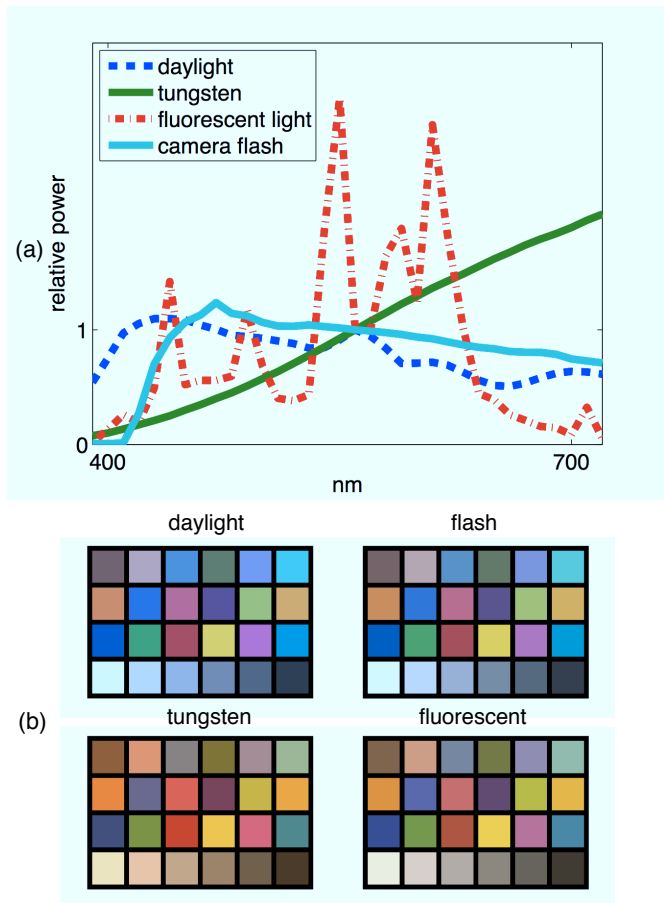 daylight
tungsten
fluorescent light
camera flash
relative power
(a)
1
0
400
700
nm
daylight
flash
(b)
tungsten
fluorescent